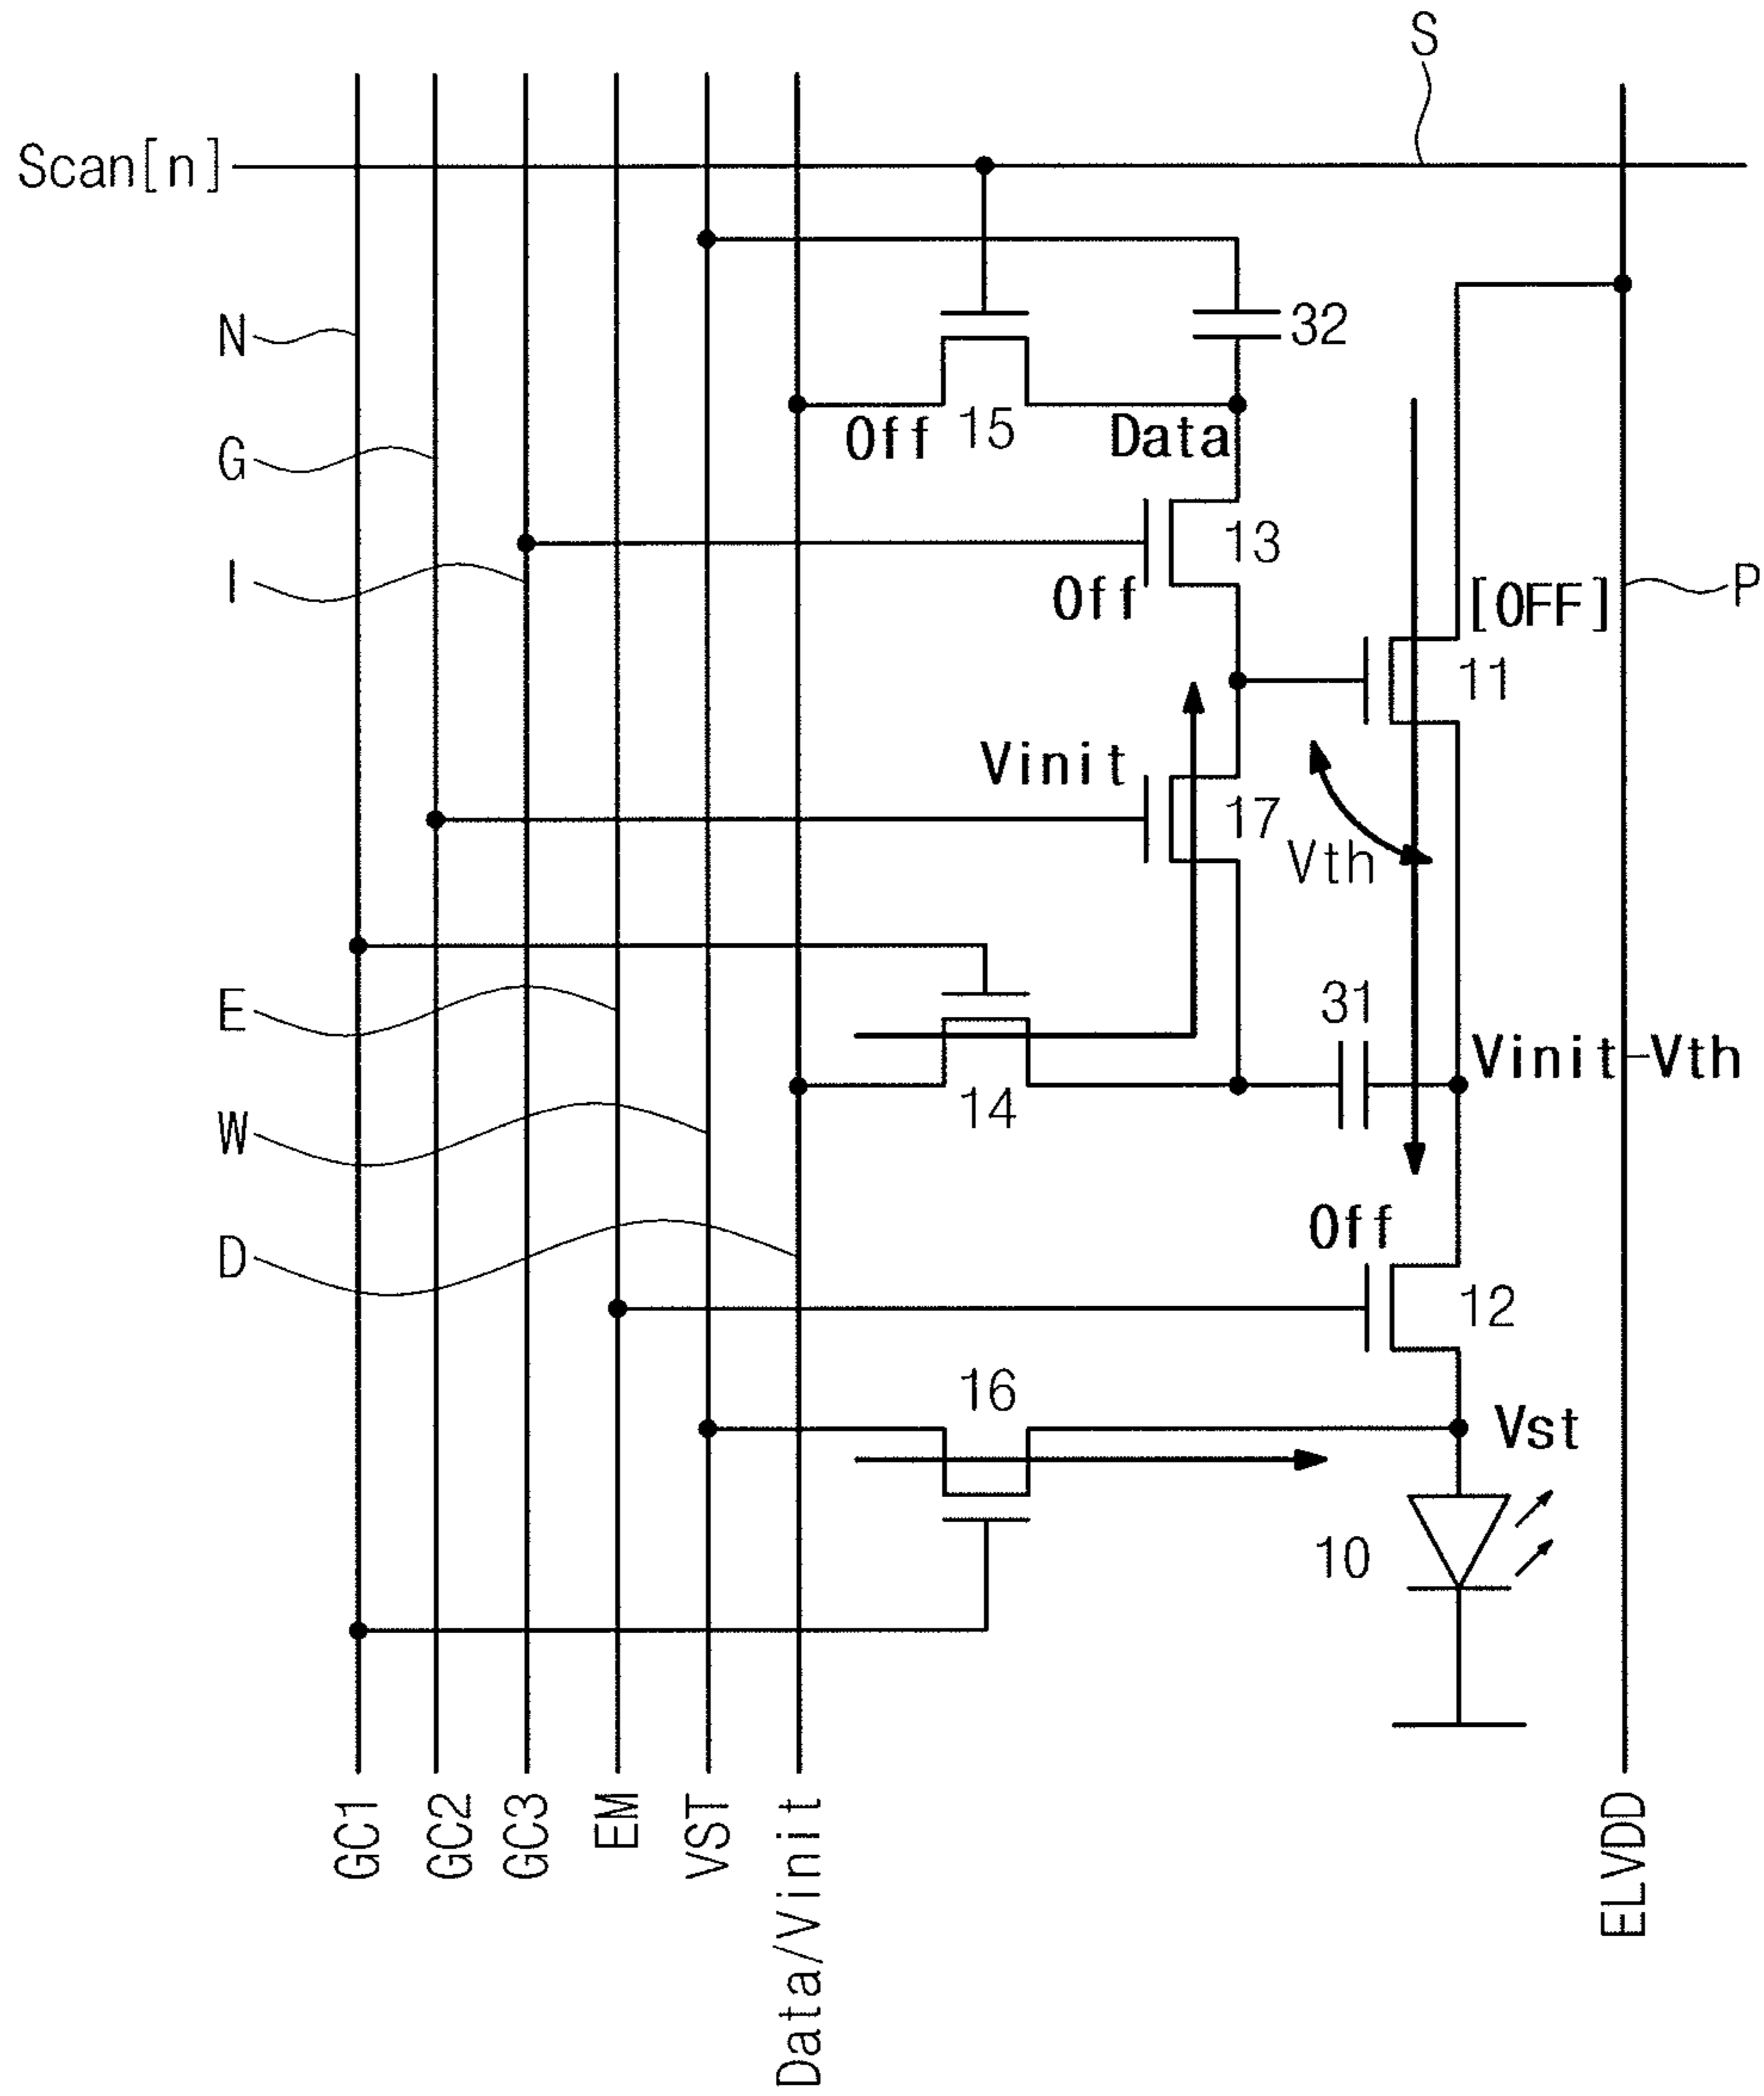 S
Scan[n]
N
32
G
Off 15 Data
13
I
Off
[OFF]
P
11
Vinit
17
Vth
E
31
Vinit-Vth
14
W
Off
D
12
16
Vst
10
GC1
GC2
GC3
EM
VST
Data/Vinit
ELVDD